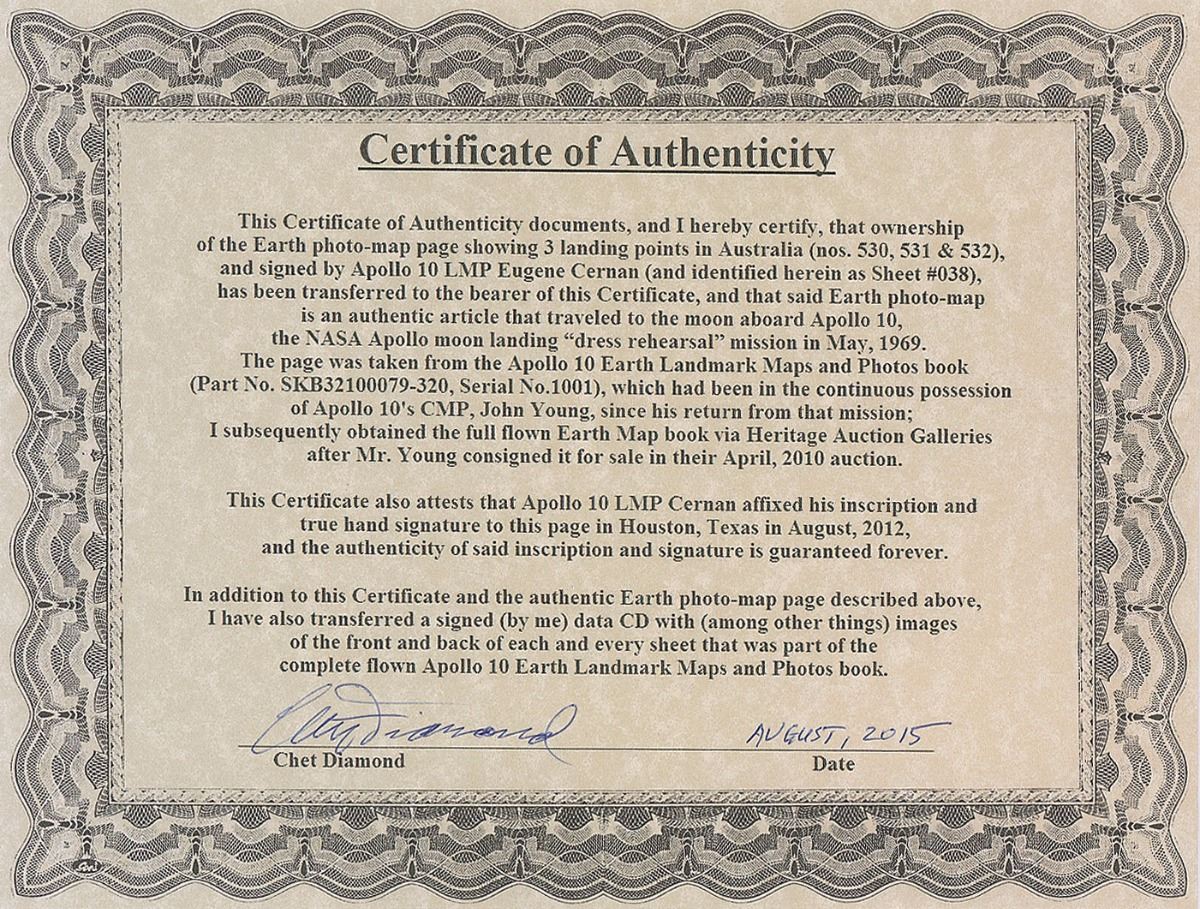 Certificate of Authenticity
This Certificate of Authenticity documents, and I hereby certify, that ownership
of the Earth photo-map page showing 3 landing points in Australia (nos. 530, 531 & 532),
and signed by Apollo 10 LMP Eugene Cernan (and identified herein as Sheet #038),
has been transferred to the bearer of this Certificate, and that said Earth photo-map
is an authentic article that traveled to the moon aboard Apollo 10,
the NASA Apollo moon landing “dress rehearsal” mission in May, 1969.
The page was taken from the Apollo 10 Earth Landmark Maps and Photos book
(Part No. SKB32100079-320, Serial No.1001), which had been in the continuous possession
of Apollo 10's CMP, John Young, since his return from that mission;
I subsequently obtained the full flown Earth Map book via Heritage Auction Galleries
after Mr. Young consigned it for sale in their April, 2010 auction.
This Certificate also attests that Apollo 10 LMP Cernan affixed his inscription and
true hand signature to this page in Houston, Texas in August, 2012,
and the authenticity of said inscription and signature is guaranteed forever.
In addition to this Certificate and the authentic Earth photo-map page described above,
I have also transferred a signed (by me) data CD with (among other things) images
of the front and back of each and every sheet that was part of the
complete flown Apollo 10 Earth Landmark Maps and Photos book.
Chet Diamond AUGUST, 2015
Chet Diamond Date